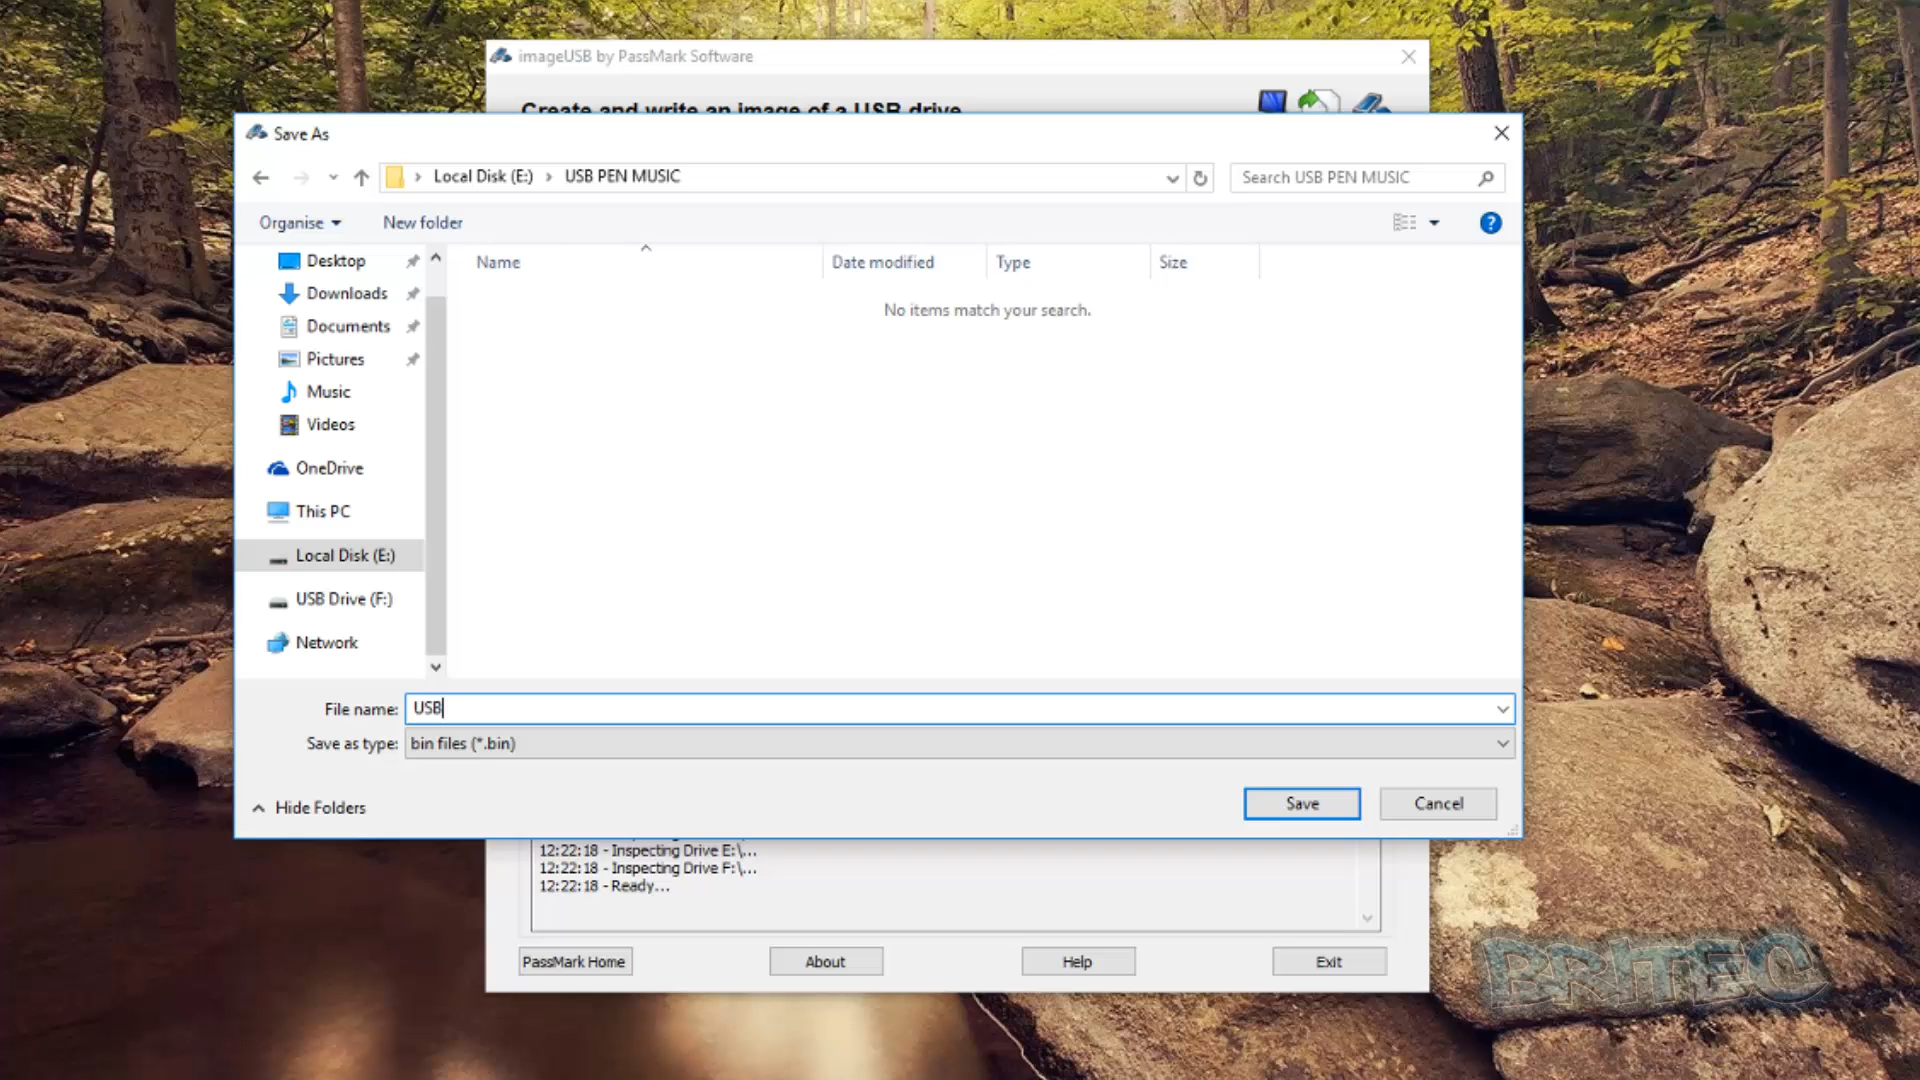 imageUSB by PassMark Software
Create and write an image of a USB drive
Save As
Local Disk (E:) > USB PEN MUSIC
Search USB PEN MUSIC
Organise
New folder
Name
Date modified
Type
Size
No items match your search.
Desktop
Downloads
Documents
Pictures
Music
Videos
OneDrive
This PC
Local Disk (E:)
USB Drive (F:)
Network
File name: USB
Save as type: bin files (*.bin)
Hide Folders
Save
Cancel
12:22:18 - Inspecting Drive E:\...
12:22:18 - Inspecting Drive F:\...
12:22:18 - Ready...
PassMark Home
About
Help
Exit
BRITEC